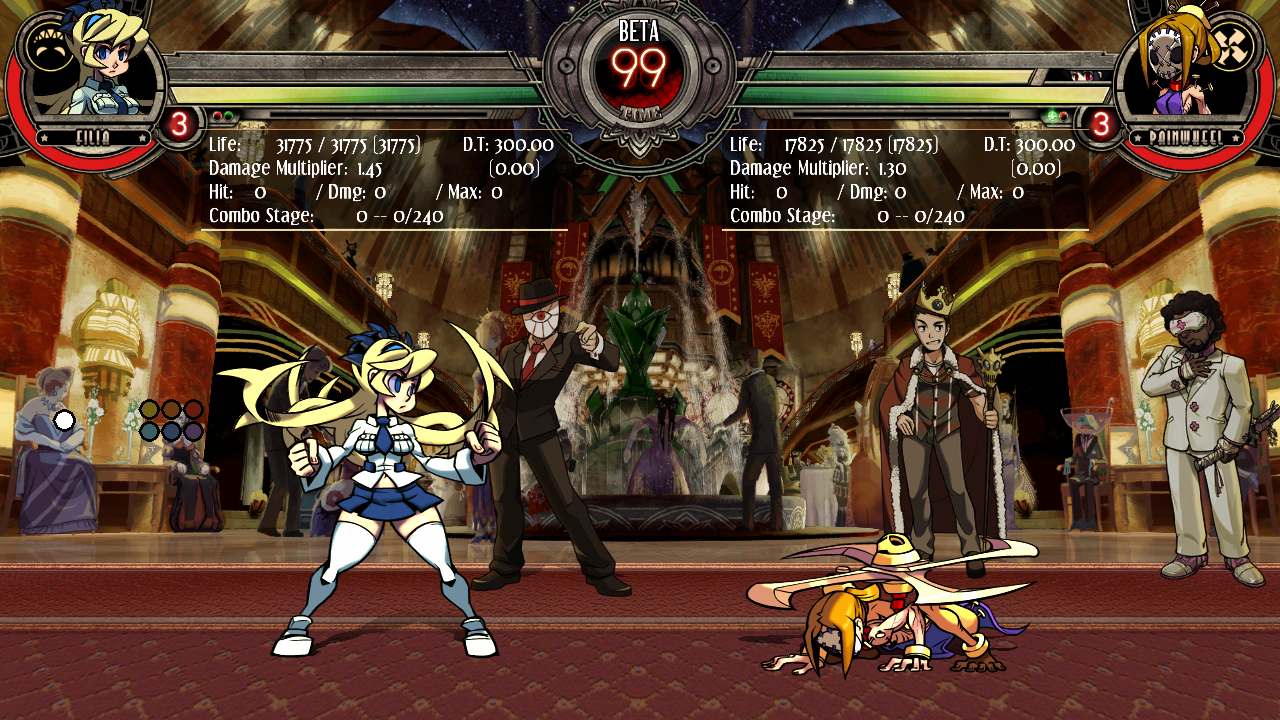 BETA
99
TIME
FILIA
3
PAINWHEEL
3
Life: 31775 / 31775 (31775) D.T: 300.00
Damage Multiplier: 1.45 (0.00)
Hit: 0 / Dmg: 0 / Max: 0
Combo Stage: 0 -- 0/240
Life: 17825 / 17825 (17825) D.T: 300.00
Damage Multiplier: 1.30 (0.00)
Hit: 0 / Dmg: 0 / Max: 0
Combo Stage: 0 -- 0/240